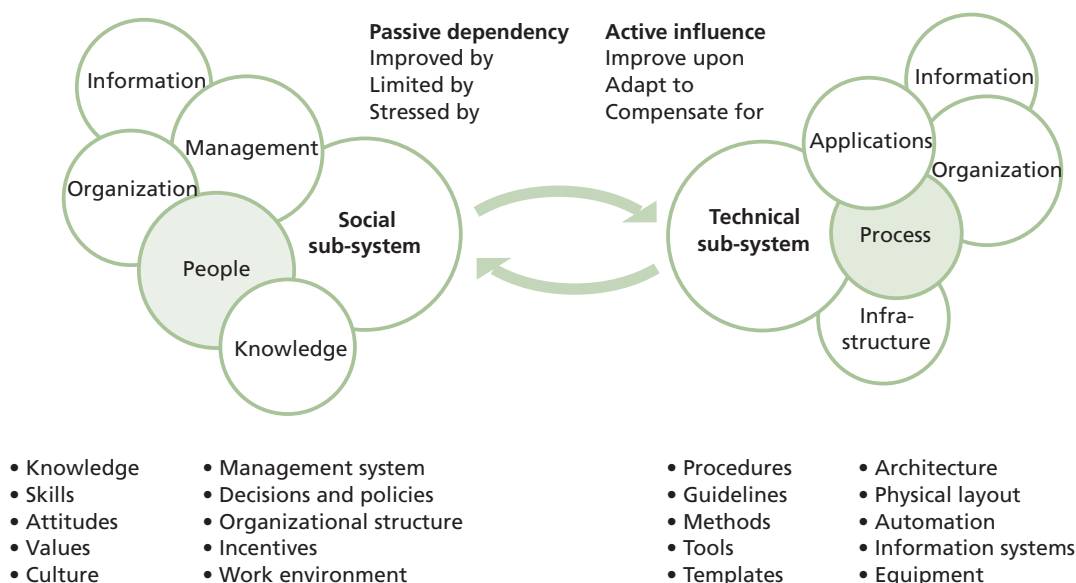 Passive dependency
Improved by
Limited by
Stressed by
Active influence
Improve upon
Adapt to
Compensate for
Information
Management
Organization
Social
sub-system
People
Knowledge
Information
Applications
Organization
Technical
sub-system
Process
Infra-
structure
• Knowledge
• Skills
• Attitudes
• Values
• Culture
• Management system
• Decisions and policies
• Organizational structure
• Incentives
• Work environment
• Procedures
• Guidelines
• Methods
• Tools
• Templates
• Architecture
• Physical layout
• Automation
• Information systems
• Equipment